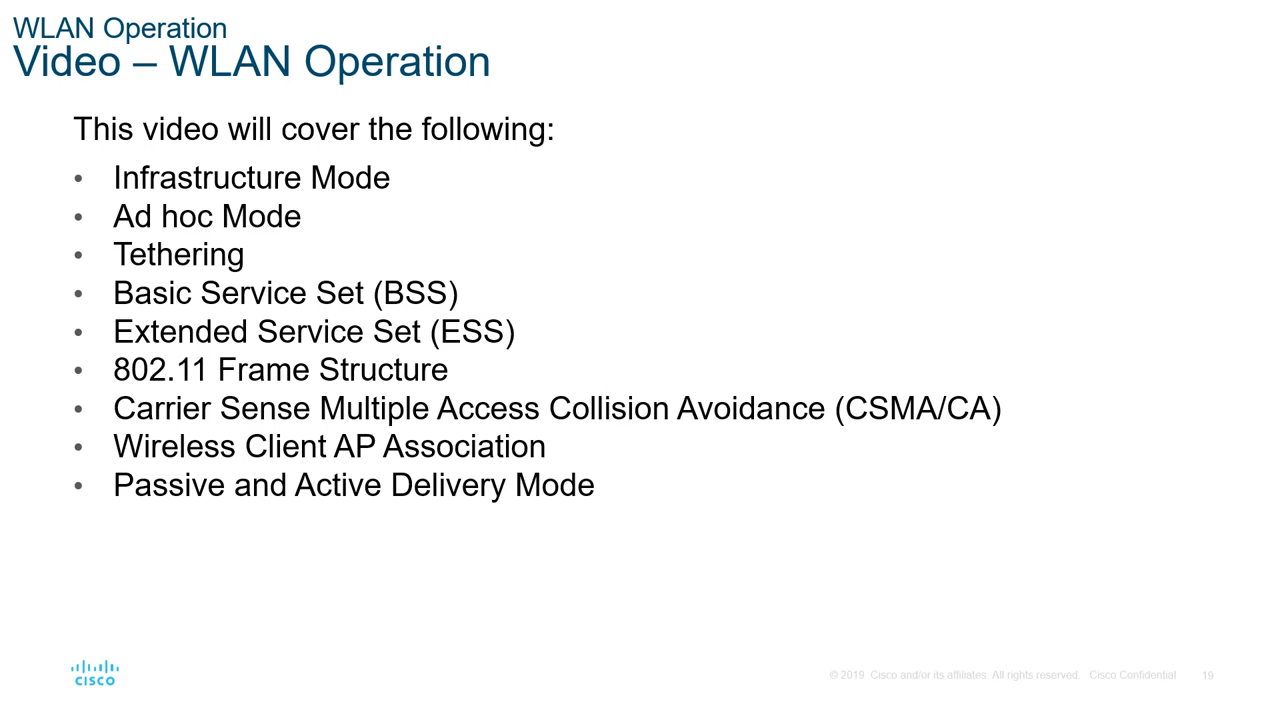 WLAN Operation
Video – WLAN Operation
This video will cover the following:
• Infrastructure Mode
• Ad hoc Mode
• Tethering
• Basic Service Set (BSS)
• Extended Service Set (ESS)
• 802.11 Frame Structure
• Carrier Sense Multiple Access Collision Avoidance (CSMA/CA)
• Wireless Client AP Association
• Passive and Active Delivery Mode
CISCO
© 2019 Cisco and/or its affiliates. All rights reserved. Cisco Confidential 19